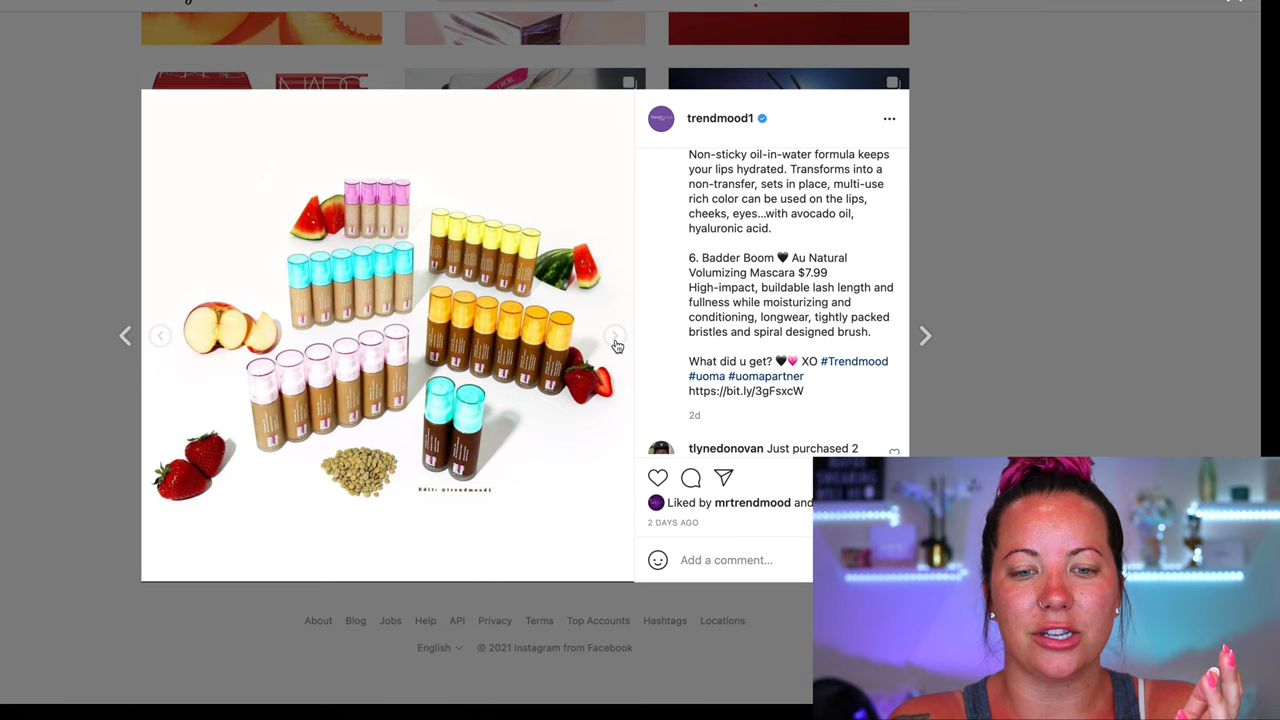 NARS
trendmood1
Non-sticky oil-in-water formula keeps
your lips hydrated. Transforms into a
non-transfer, sets in place, multi-use
rich color can be used on the lips,
cheeks, eyes...with avocado oil,
hyaluronic acid.
6. Badder Boom 🖤 Au Natural
Volumizing Mascara $7.99
High-impact, buildable lash length and
fullness while moisturizing and
conditioning, longwear, tightly packed
bristles and spiral designed brush.
What did u get? 🖤💗 XO #Trendmood
#uoma #uomapartner
https://bit.ly/3gFsxcW
2d
tlynedonovan Just purchased 2
Liked by mrtrendmood and
2 DAYS AGO
Add a comment...
Edit: @trendmood1
About Blog Jobs Help API Privacy Terms Top Accounts Hashtags Locations
English © 2021 Instagram from Facebook